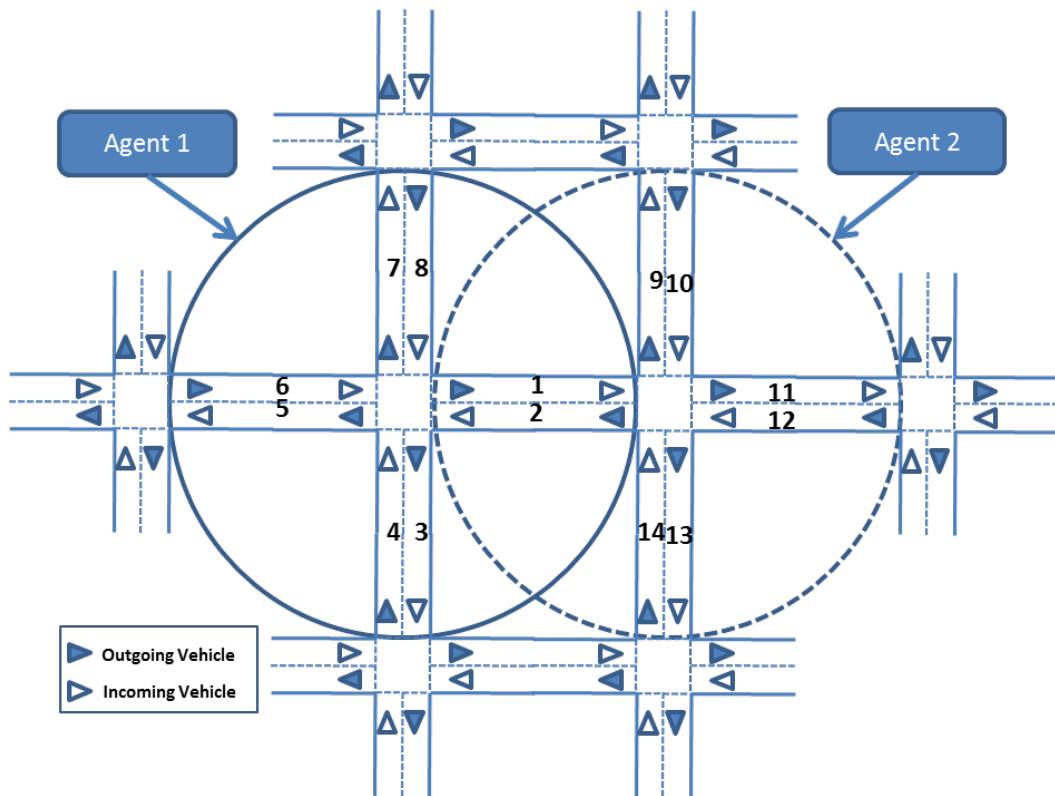 Agent 1
Agent 2
7 8
9 10
6 1 11
5 2 12
4 3 14 13
Outgoing Vehicle
Incoming Vehicle